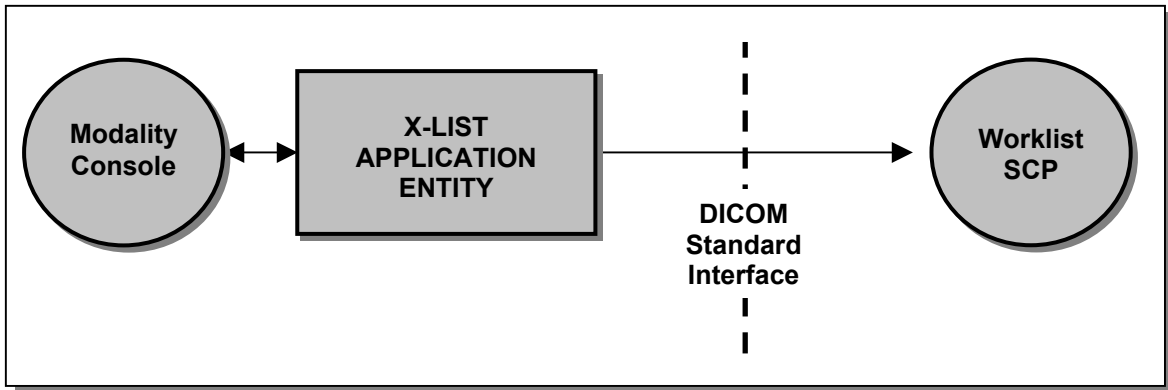 Modality
Console
X-LIST
APPLICATION
ENTITY
DICOM
Standard
Interface
Worklist
SCP